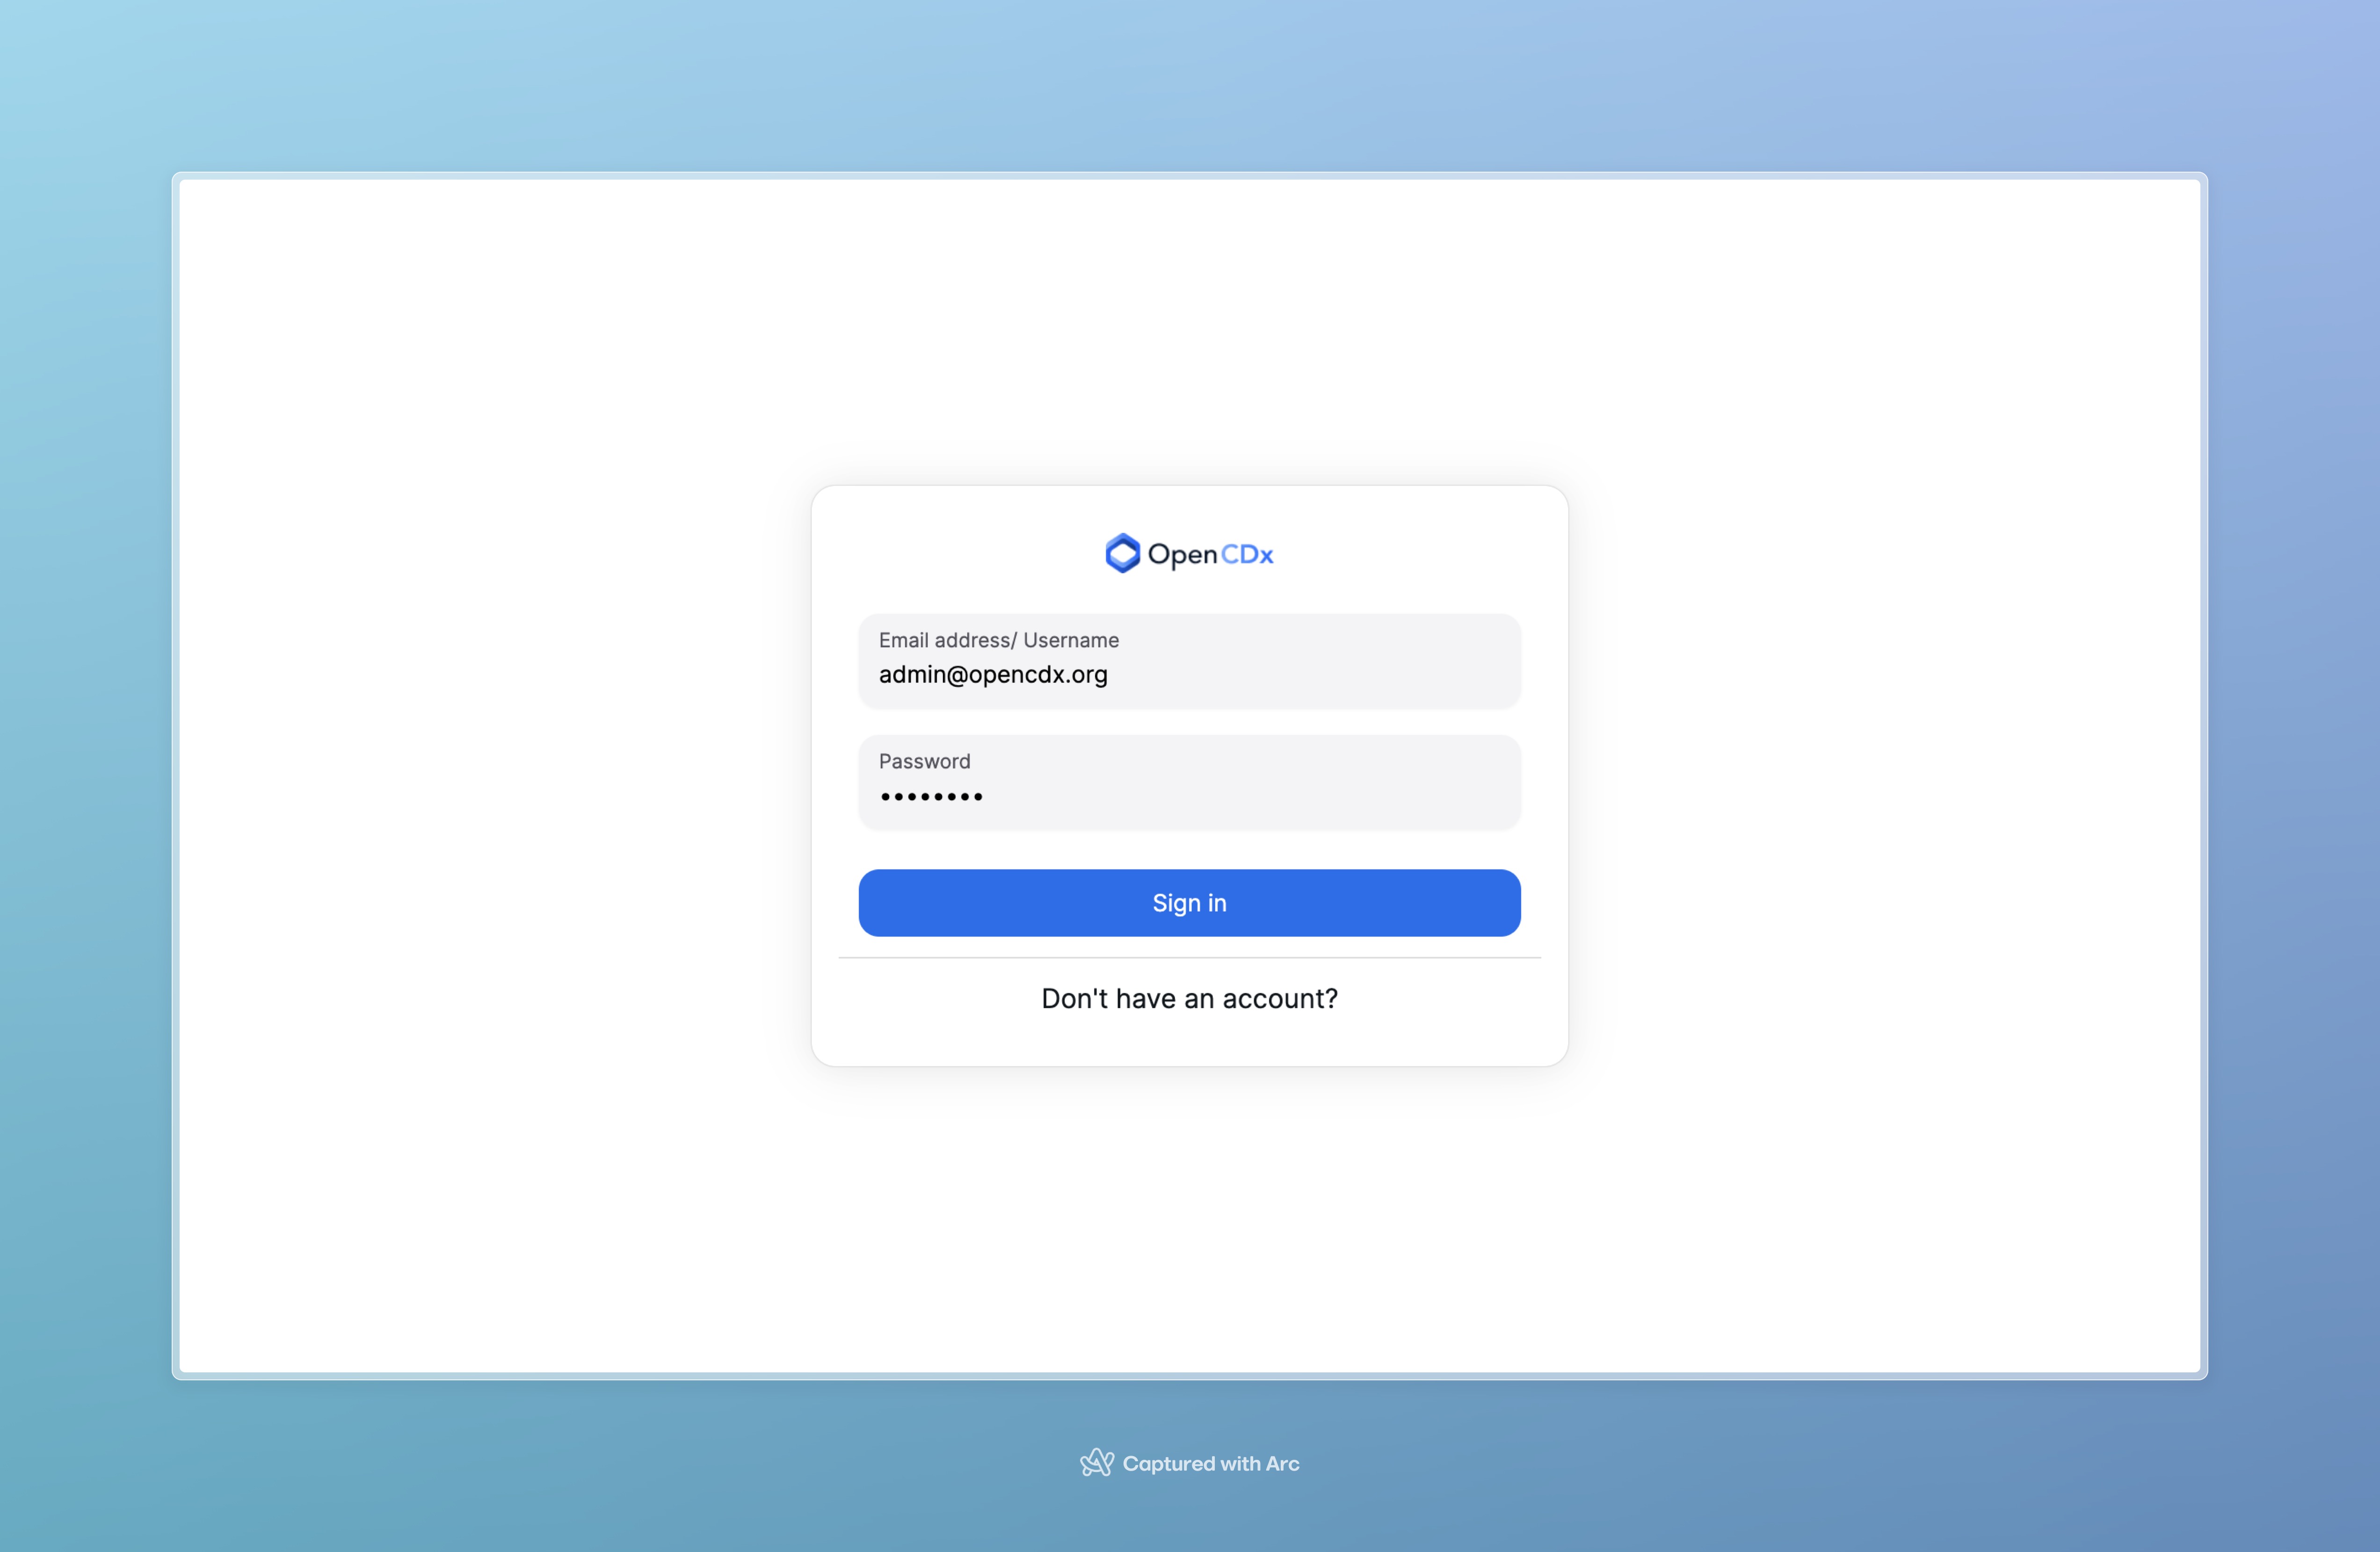 OpenCDx
Email address/ Username
admin@opencdx.org
Password
••••••••
Sign in
Don't have an account?
Captured with Arc